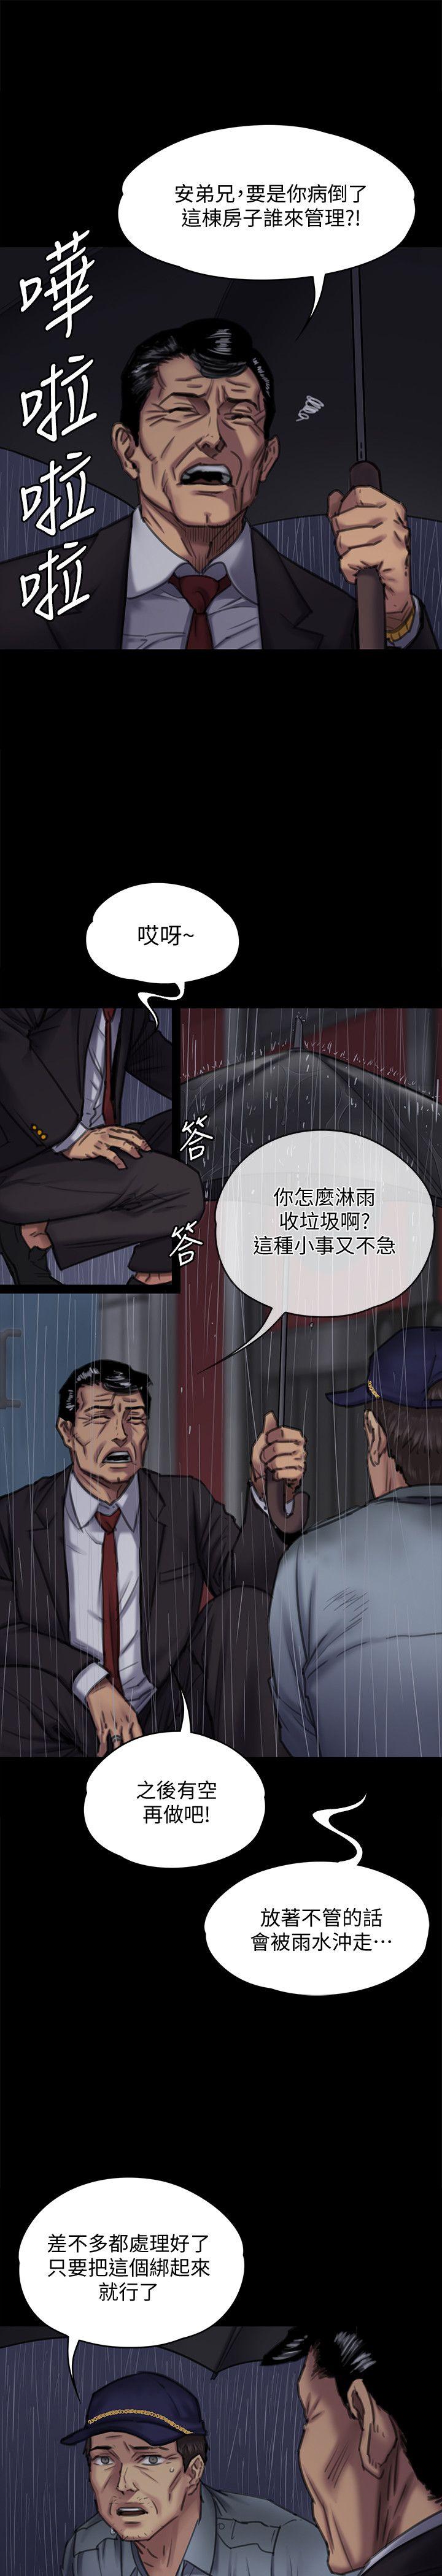 安弟兄，要是你病倒了
這棟房子誰來管理?!
嘩
啦
啦
啦
哎呀~
答
答
你怎麼淋雨
收垃圾啊?
這種小事又不急
之後有空
再做吧!
放著不管的話
會被雨水沖走…
差不多都處理好了
只要把這個綁起來
就行了